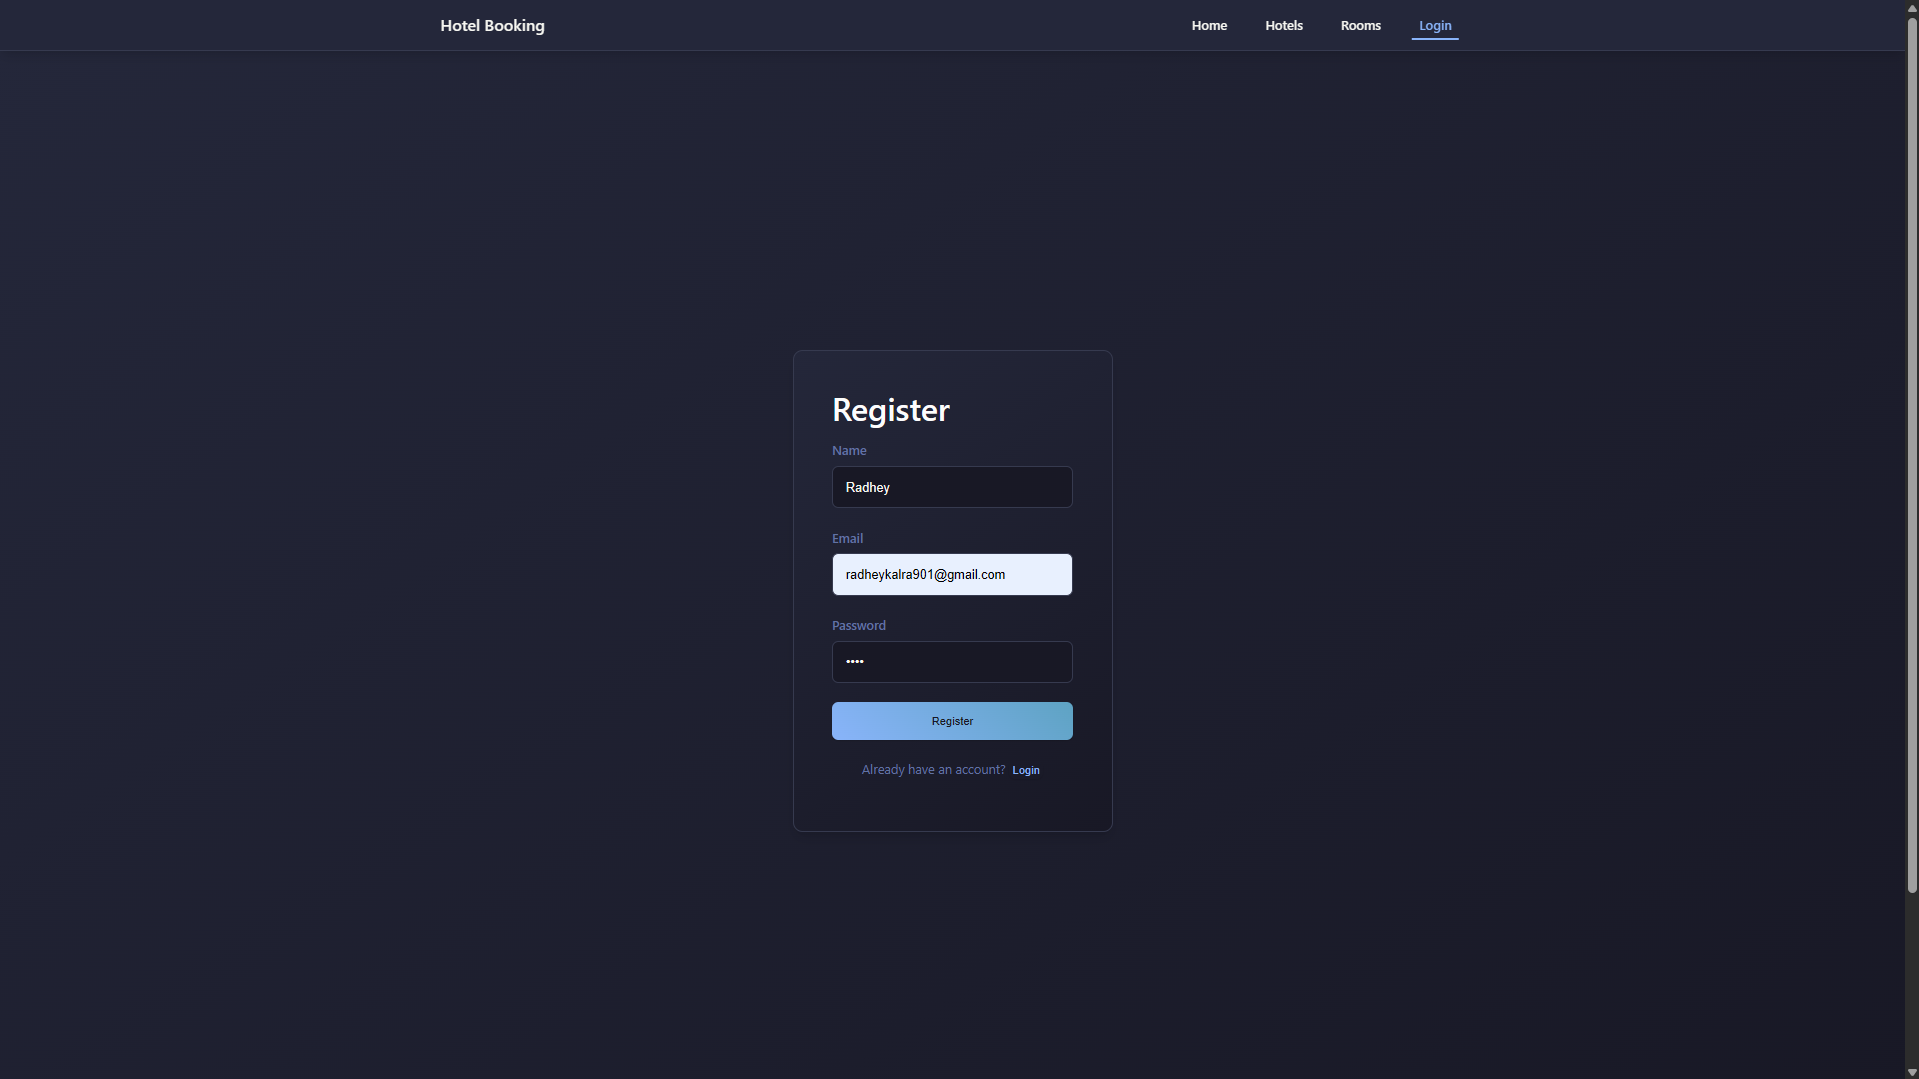 Hotel Booking Home Hotels Rooms Login
Register
Name
Radhey
Email
radheykalra901@gmail.com
Password
••••
Register
Already have an account? Login